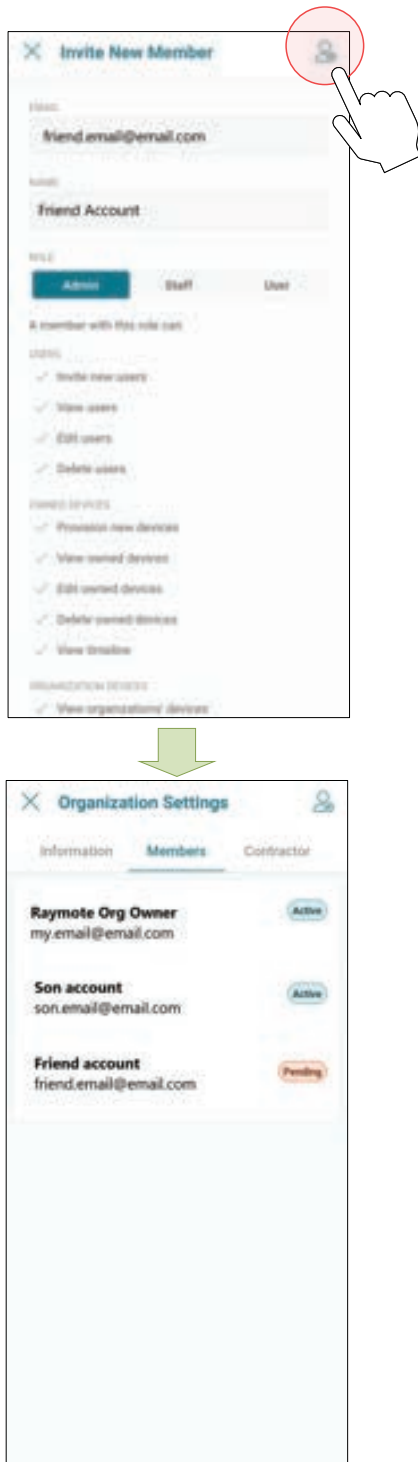 Invite New Member
EMAIL
friend.email@email.com
NAME
Friend Account
ROLE
Admin Staff User
A member with this role can
USERS
Invite new users
View users
Edit users
Delete users
OWNED DEVICES
Provision new devices
View owned devices
Edit owned devices
Delete owned devices
View timeline
ORGANIZATION DEVICES
View organizations' devices
Organization Settings
Information Members Contractor
Raymote Org Owner
Active
my.email@email.com
Son account
Active
son.email@email.com
Friend account
Pending
friend.email@email.com